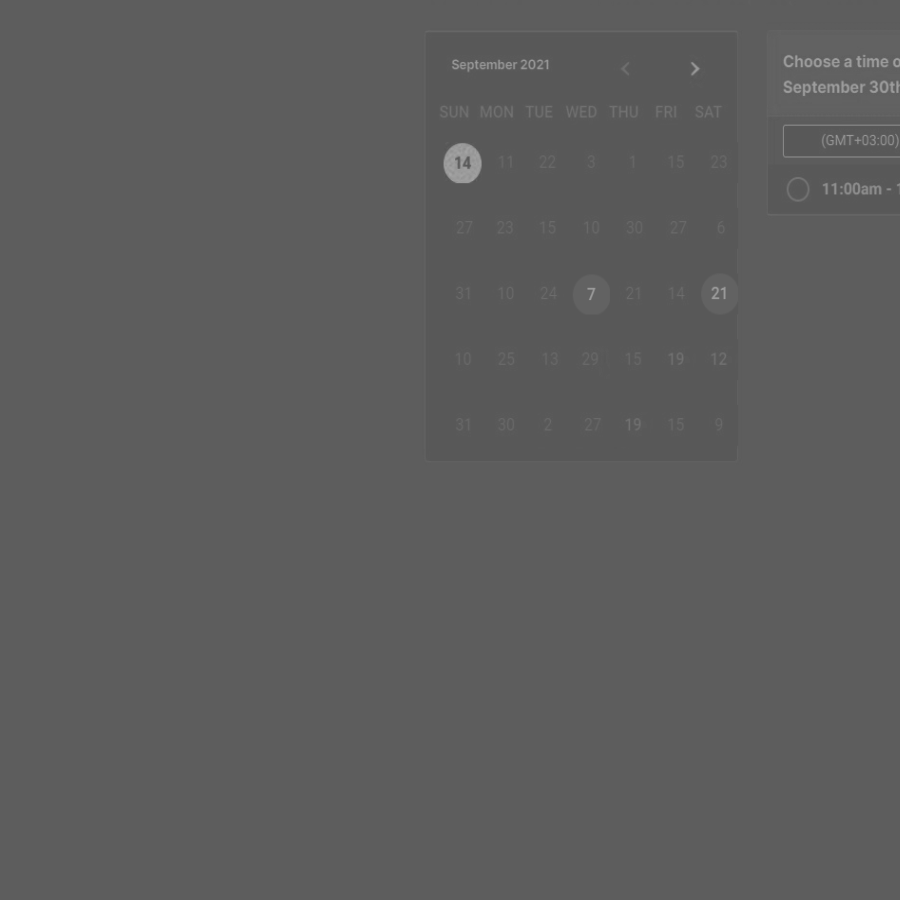 September 2021
SUN MON TUE WED THU FRI SAT
14 11 22 3 1 15 23
27 23 15 10 30 27 6
31 10 24 7 21 14 21
10 25 13 29 15 19 12
31 30 2 27 19 15 9
Choose a time o
September 30th
(GMT+03:00)
11:00am - 1